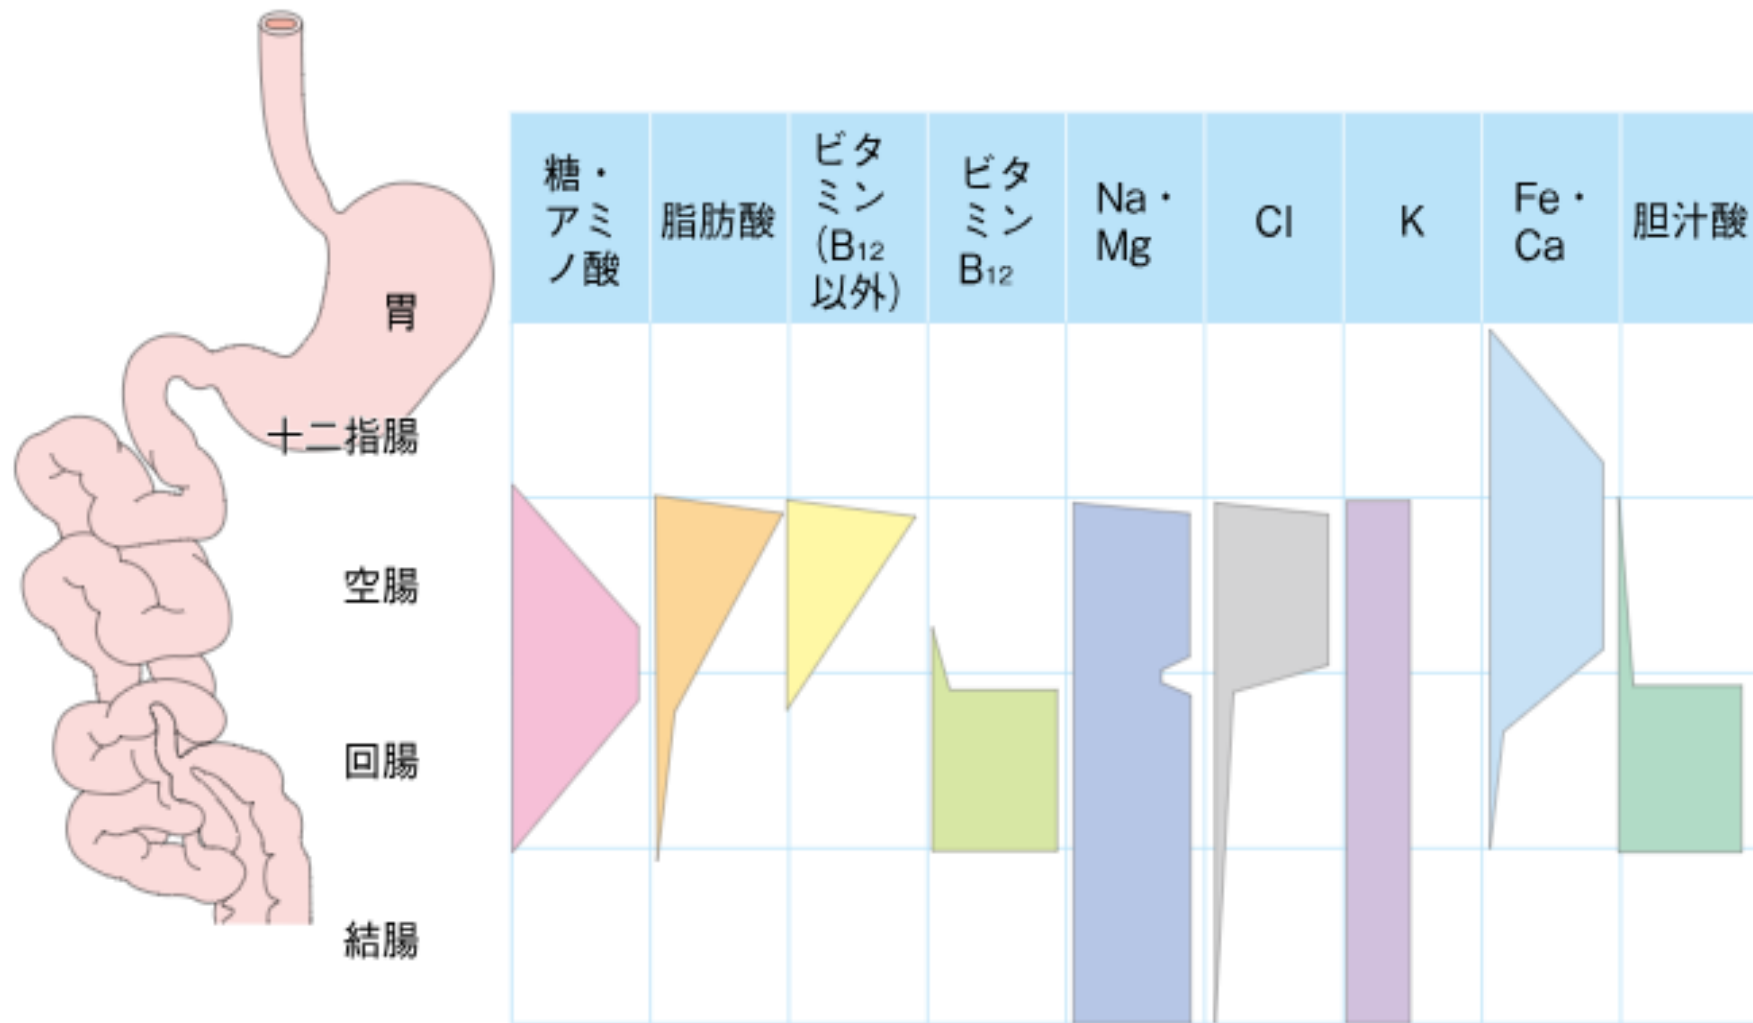 糖・
アミ
ノ酸
脂肪酸
ビタ
ミン
(B₁₂
以外)
ビタ
ミン
B₁₂
Na・
Mg
Cl
K
Fe・
Ca
胆汁酸
胃
十二指腸
空腸
回腸
結腸